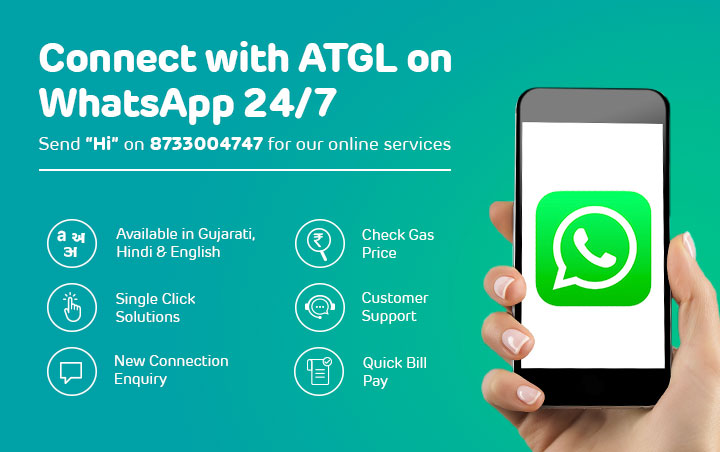 Connect with ATGL on
WhatsApp 24/7
Send “Hi” on 8733004747 for our online services
a અ
अ
Available in Gujarati,
Hindi & English
₹
Check Gas
Price
Single Click
Solutions
Customer
Support
New Connection
Enquiry
Quick Bill
Pay